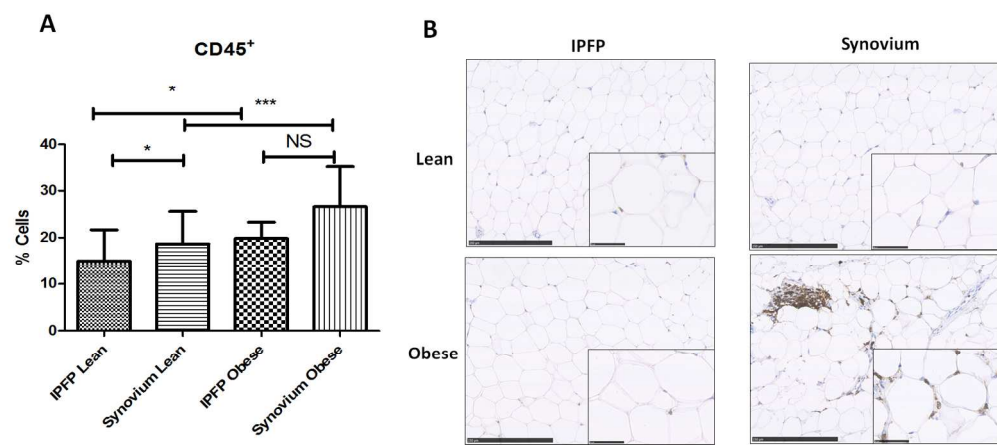 A
CD45+
*
***
NS
*
40
30
20
10
0
% Cells
IPFP Lean
Synovium Lean
IPFP Obese
Synovium Obese
B
IPFP
Synovium
Lean
Obese